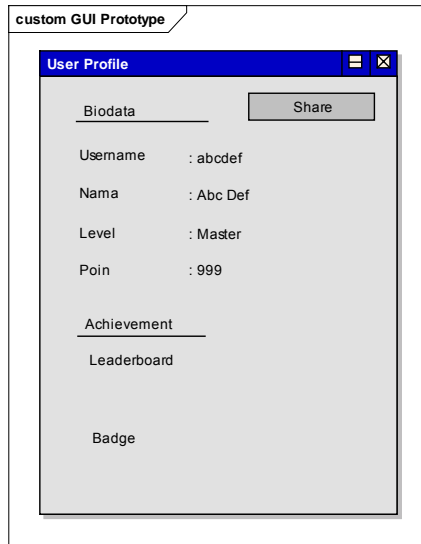 custom GUI Prototype
User Profile
Biodata
Share
Username : abcdef
Nama : Abc Def
Level : Master
Poin : 999
Achievement
Leaderboard
Badge